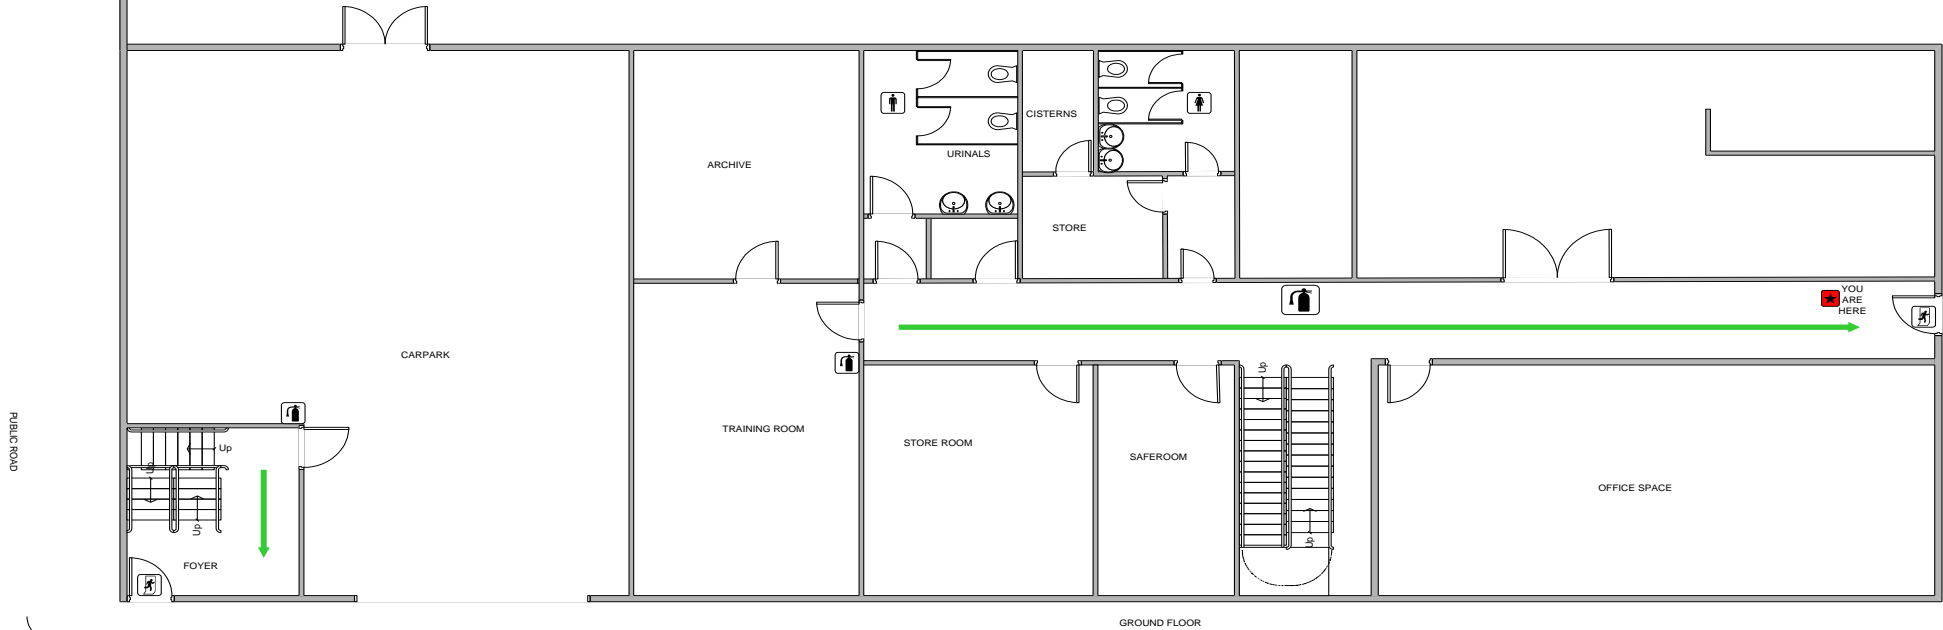 CISTERNS
URINALS
ARCHIVE
STORE
YOU
ARE
HERE
CARPARK
Up
PUBLIC ROAD
TRAINING ROOM
STORE ROOM
SAFEROOM
Up
Up
OFFICE SPACE
Up
Up
FOYER
GROUND FLOOR